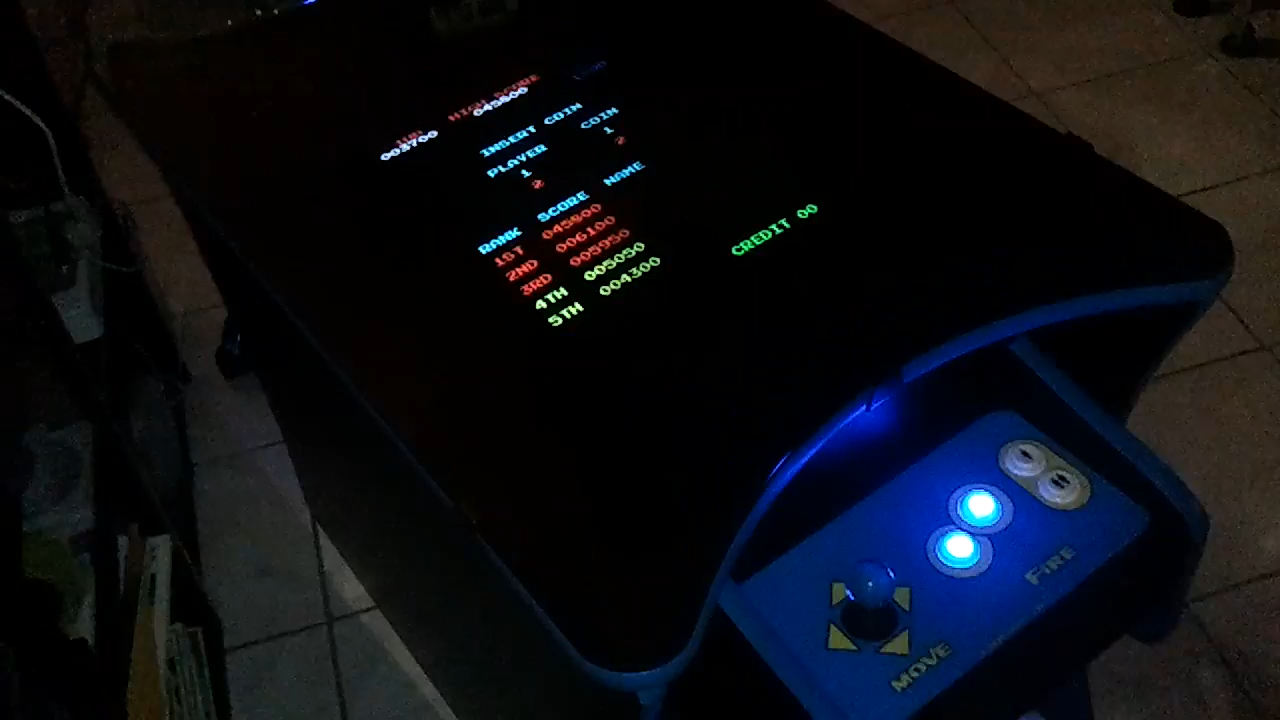 1UP HIGH SCORE
003700 045800
INSERT COIN
PLAYER COIN
1 1
2 2
RANK SCORE NAME
1ST 045800
2ND 006100
3RD 005950
4TH 005050
5TH 004300
CREDIT 00
FIRE
MOVE